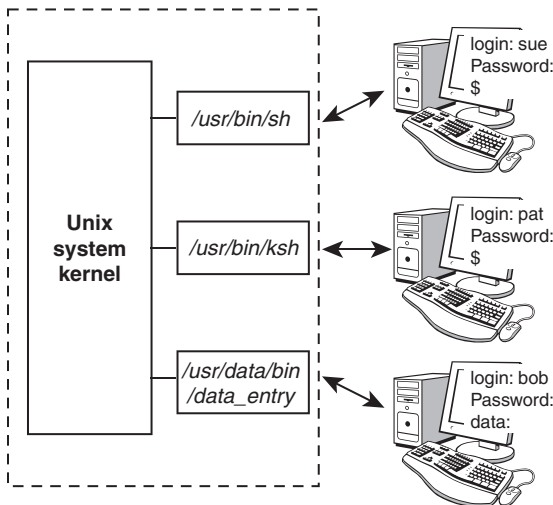 Unix
system
kernel
/usr/bin/sh
/usr/bin/ksh
/usr/data/bin
/data_entry
login: sue
Password:
$
login: pat
Password:
$
login: bob
Password:
data: